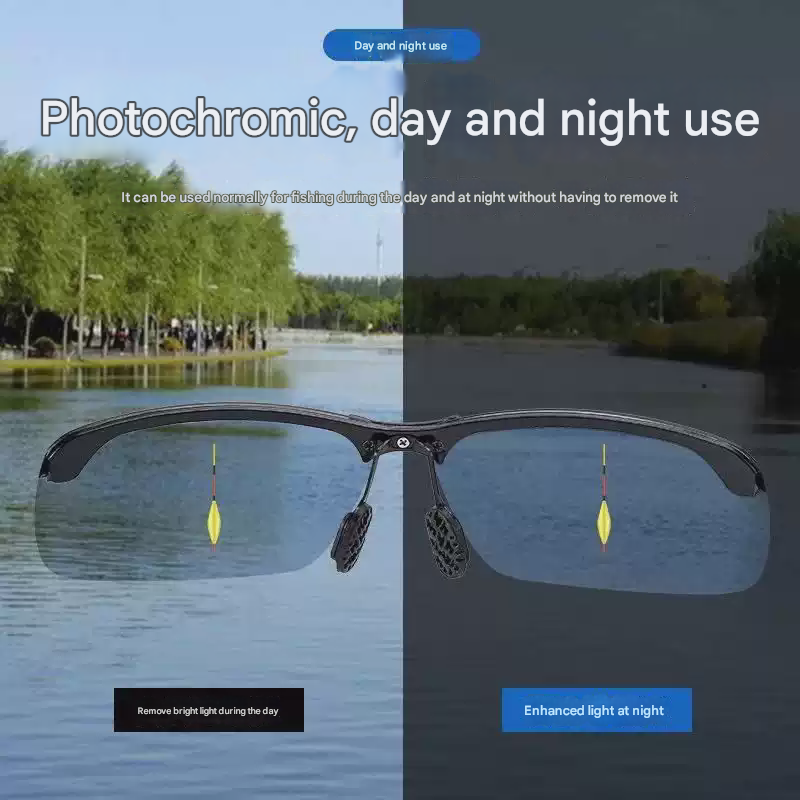 Day and night use
Photochromic, day and night use
It can be used normally for fishing during the day and at night without having to remove it
Remove bright light during the day
Enhanced light at night